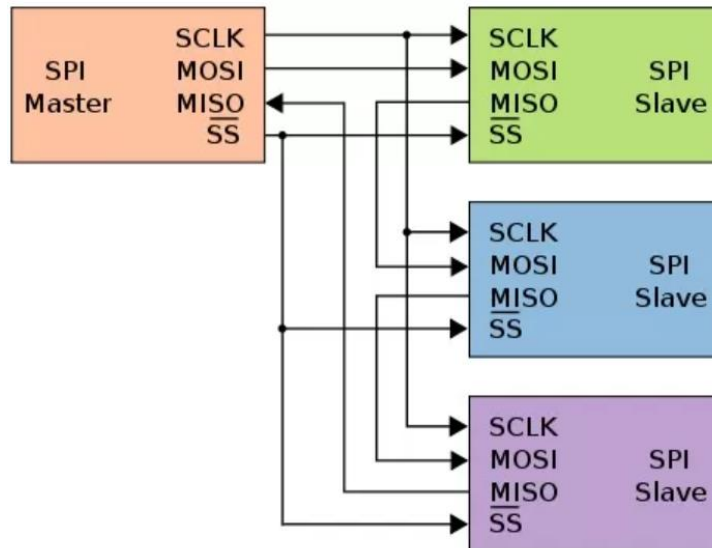 SPI
Master
SCLK
MOSI
MISO
SS
SCLK
MOSI
MISO
SS
SPI
Slave
SCLK
MOSI
MISO
SS
SPI
Slave
SCLK
MOSI
MISO
SS
SPI
Slave